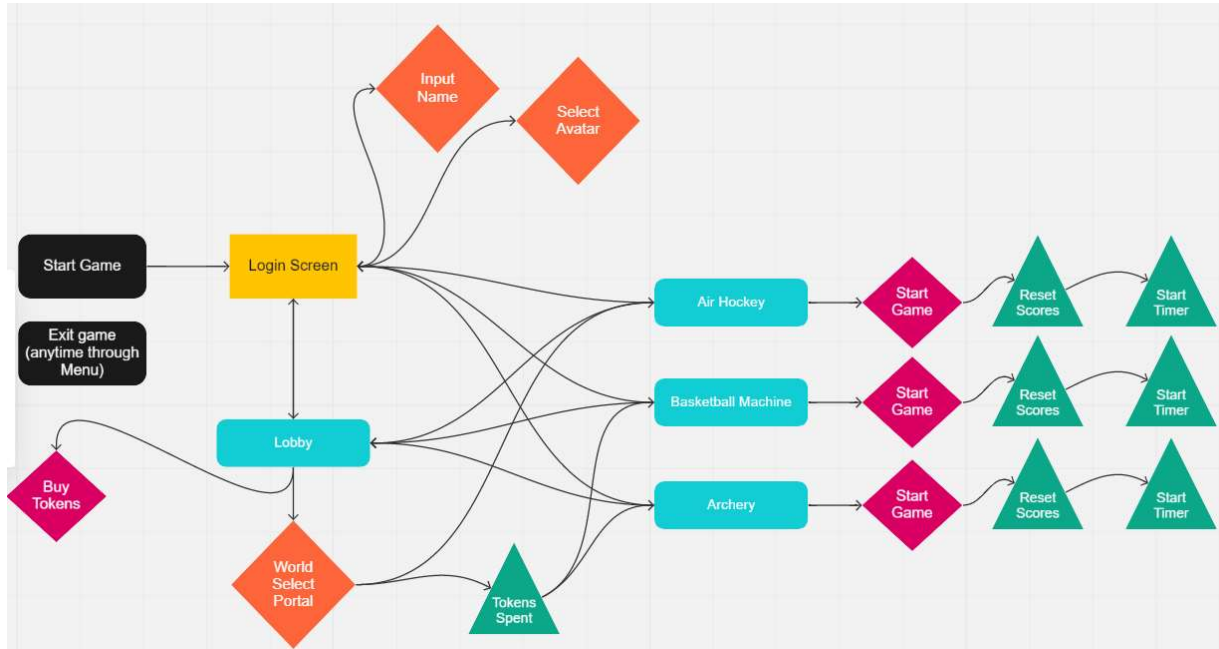 Input
Name
Select
Avatar
Start Game
Login Screen
Exit game
(anytime through
Menu)
Air Hockey
Start
Game
Reset
Scores
Start
Timer
Basketball Machine
Start
Game
Reset
Scores
Start
Timer
Lobby
Buy
Tokens
Archery
Start
Game
Reset
Scores
Start
Timer
World
Select
Portal
Tokens
Spent